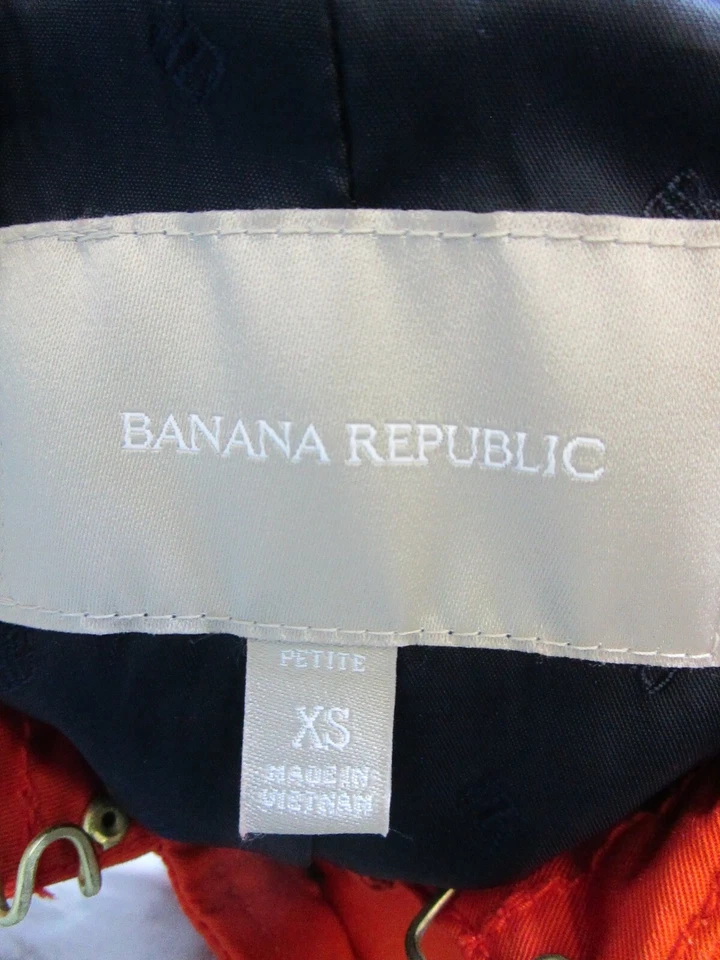 BANANA REPUBLIC
PETITE
XS
MADE IN
VIETNAM